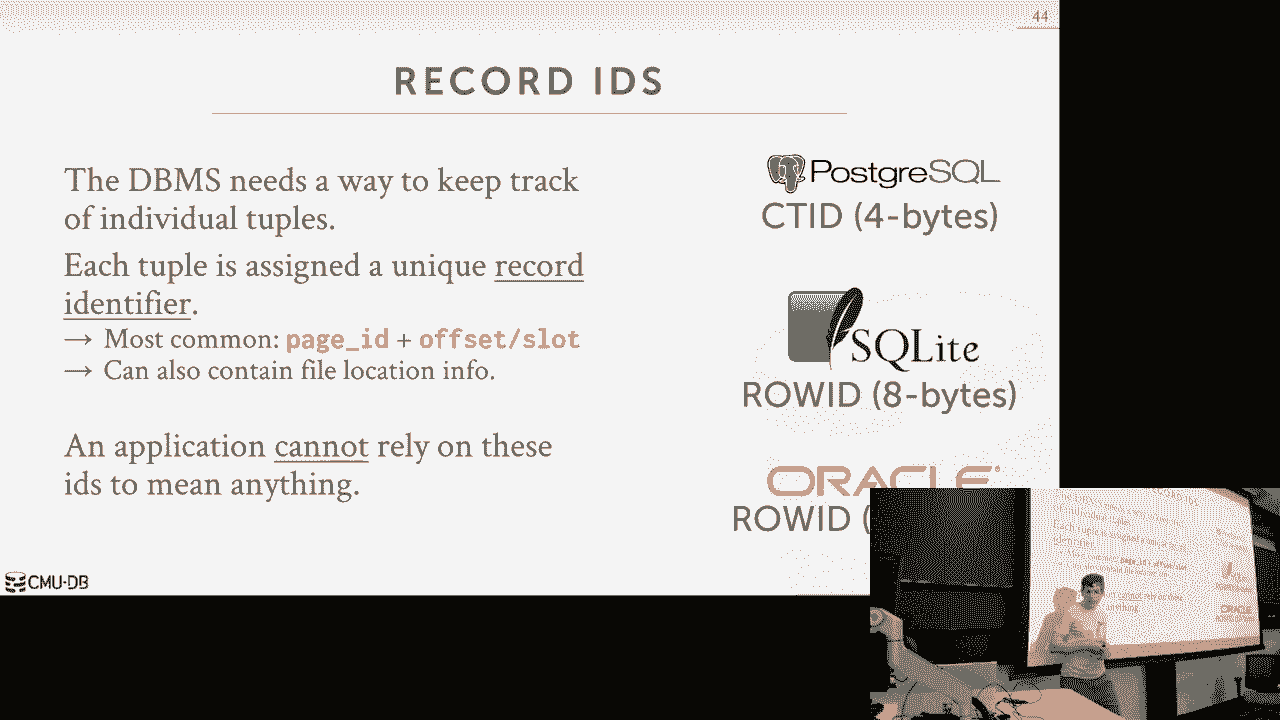 44
RECORD IDS
The DBMS needs a way to keep track
of individual tuples.
Each tuple is assigned a unique record
identifier.
→ Most common: page_id + offset/slot
→ Can also contain file location info.
An application cannot rely on these
ids to mean anything.
PostgreSQL
CTID (4-bytes)
SQLite
ROWID (8-bytes)
ORACLE
ROWID (
CMU·DB